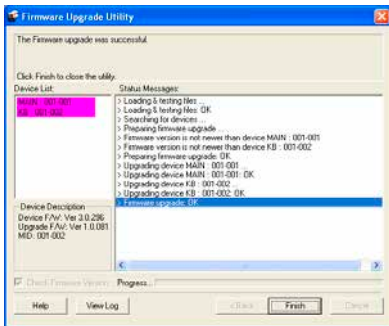 Firmware Upgrade Utility
The Firmware upgrade was successful.
Click Finish to close the utility.
Device List:
Status Messages:
MAIN : 001-001
KB : 001-002
> Loading & testing files ...
> Loading & testing files: OK
> Searching for devices ...
> Preparing firmware upgrade ...
> Firmware version is not newer than device MAIN : 001-001
> Firmware version is not newer than device KB : 001-002
> Preparing firmware upgrade: OK
> Upgrading device MAIN : 001-001 ...
> Upgrading device MAIN : 001-001: OK
> Upgrading device KB : 001-002 ...
> Upgrading device KB : 001-002: OK
> Firmware upgrade: OK
Device Description
Device F/W: Ver 3.0.296
Upgrade F/W: Ver 1.0.081
MID: 001-002
Check Firmware Version
Progress...
Help
View Log
< Back
Finish
Cancel